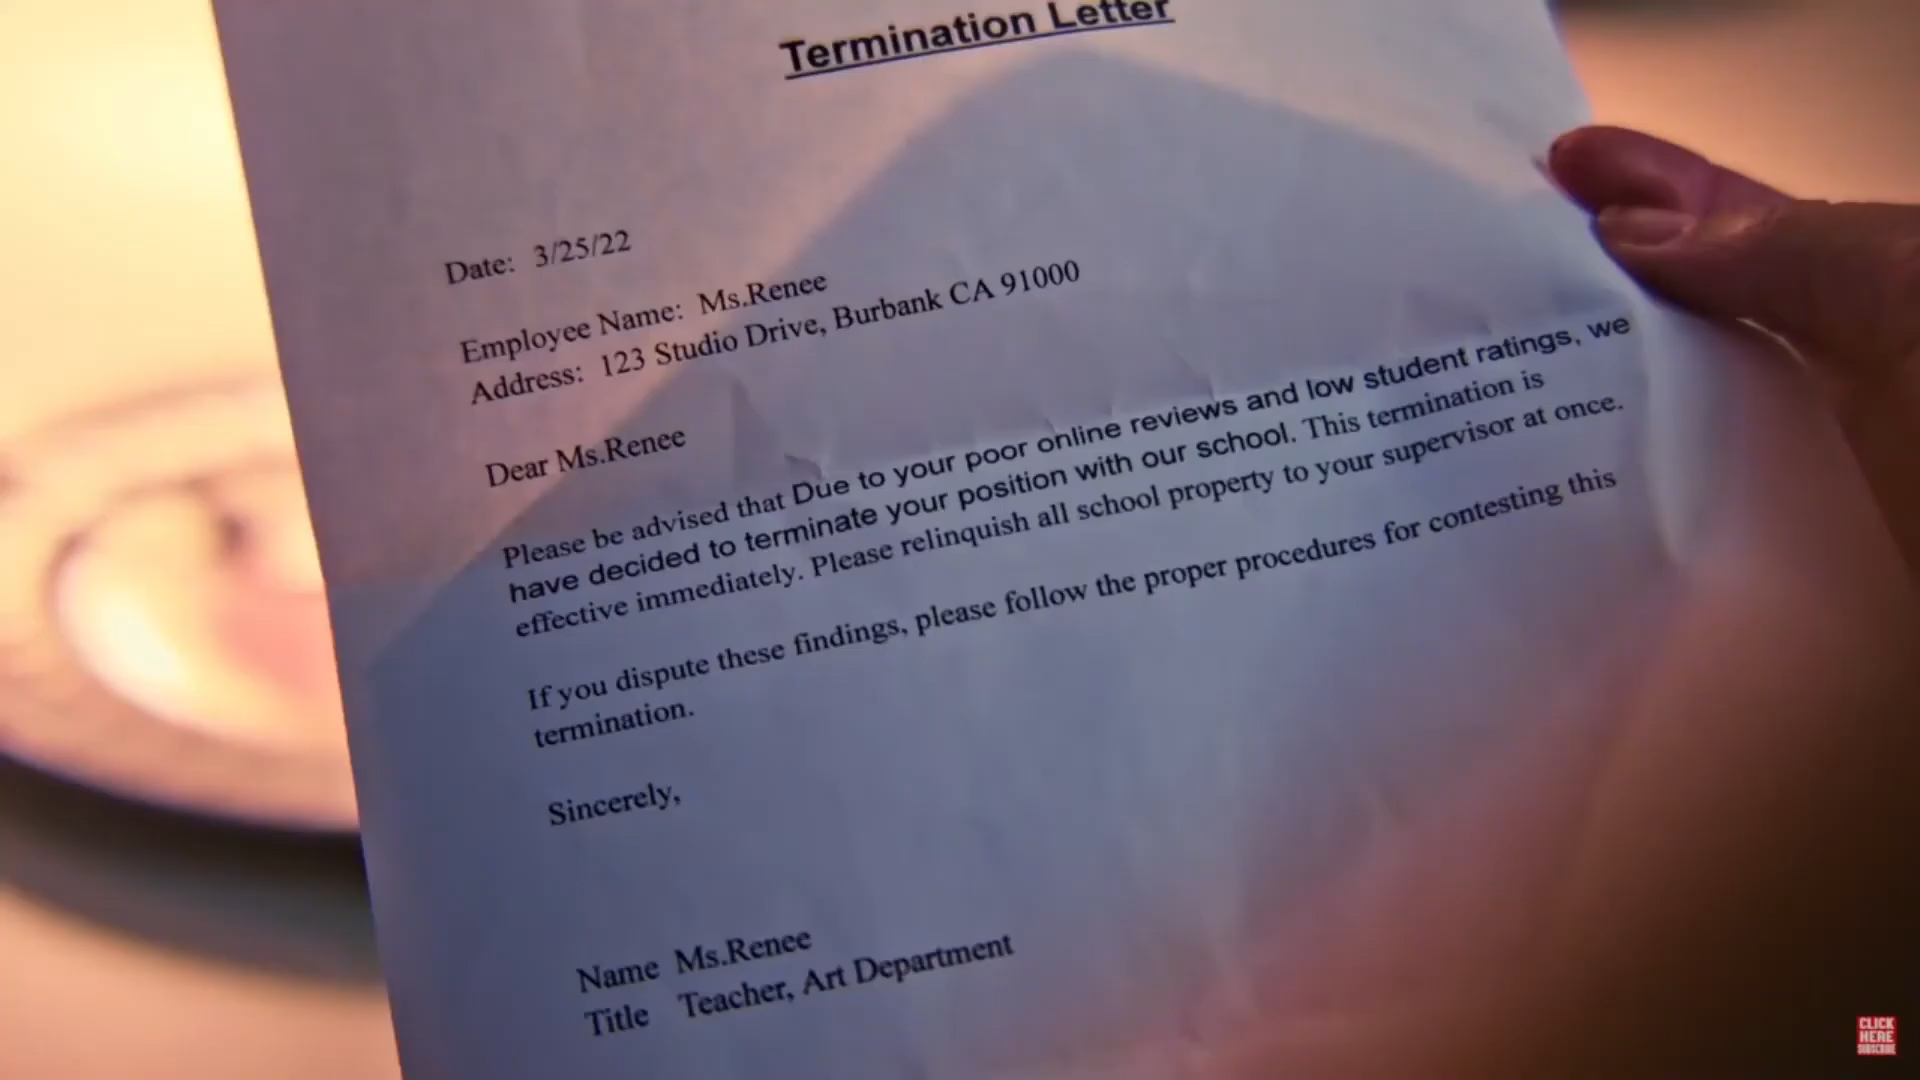 Termination Letter
Date: 3/25/22
Employee Name: Ms.Renee
Address: 123 Studio Drive, Burbank CA 91000
Dear Ms.Renee
Please be advised that Due to your poor online reviews and low student ratings, we
have decided to terminate your position with our school. This termination is
effective immediately. Please relinquish all school property to your supervisor at once.
If you dispute these findings, please follow the proper procedures for contesting this
termination.
Sincerely,
Name Ms.Renee
Title Teacher, Art Department
CLICK
HERE
SUBSCRIBE